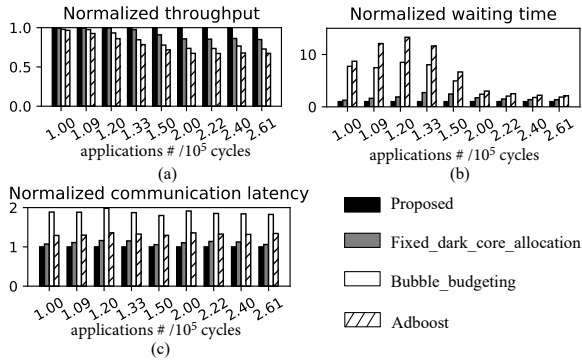 Normalized throughput
1.0
0.5
0.0
1.00 1.09 1.20 1.33 1.50 2.00 2.22 2.40 2.61
applications # /10⁵ cycles
(a)
Normalized waiting time
10
0
1.00 1.09 1.20 1.33 1.50 2.00 2.22 2.40 2.61
applications # /10⁵ cycles
(b)
Normalized communication latency
2
1
0
1.00 1.09 1.20 1.33 1.50 2.00 2.22 2.40 2.61
applications # /10⁵ cycles
(c)
Proposed
Fixed_dark_core_allocation
Bubble_budgeting
Adboost